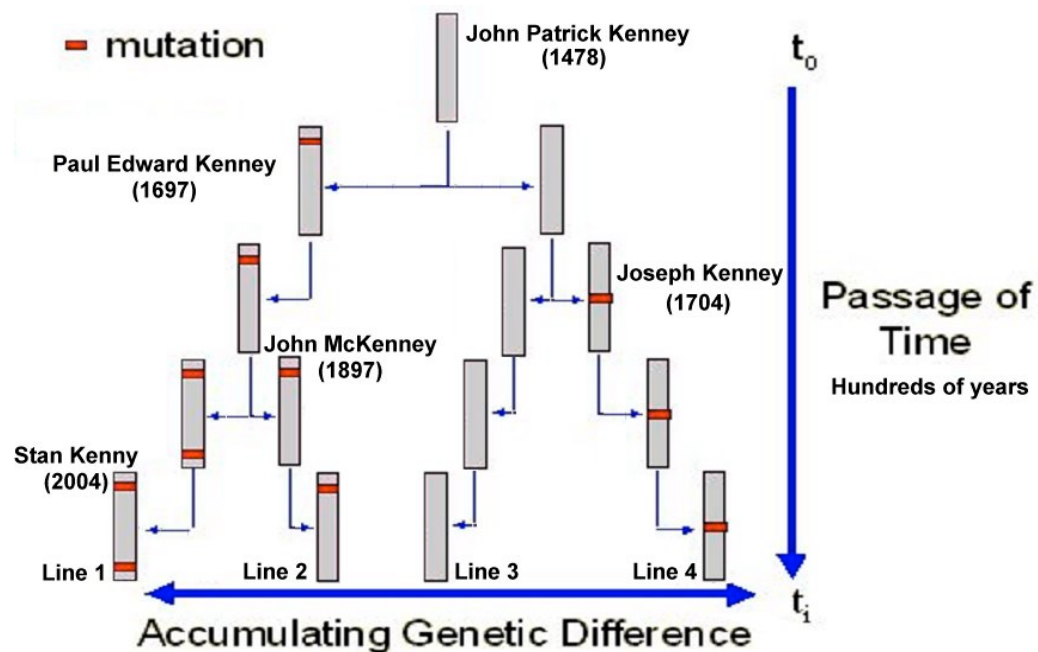 mutation
John Patrick Kenney
(1478)
t0
Paul Edward Kenney
(1697)
Joseph Kenney
(1704)
Passage of
Time
Hundreds of years
John McKenney
(1897)
Stan Kenny
(2004)
Line 1
Line 2
Line 3
Line 4
ti
Accumulating Genetic Difference